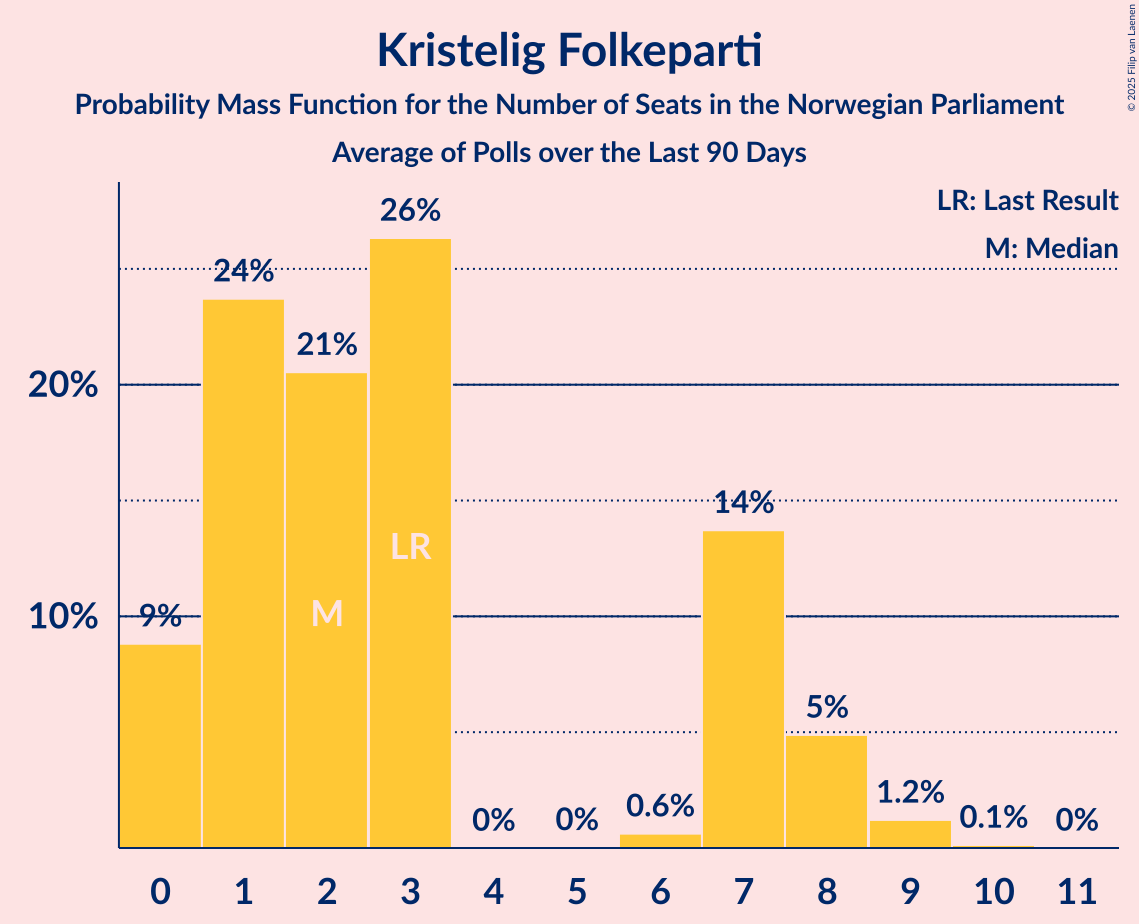 Kristelig Folkeparti
Probability Mass Function for the Number of Seats in the Norwegian Parliament
Average of Polls over the Last 90 Days
© 2025 Filip van Laenen
LR: Last Result
M: Median
26%
24%
21%
20%
14%
LR
M
10%
9%
5%
1.2%
0.6%
0.1%
0%
0%
0%
0 1 2 3 4 5 6 7 8 9 10 11